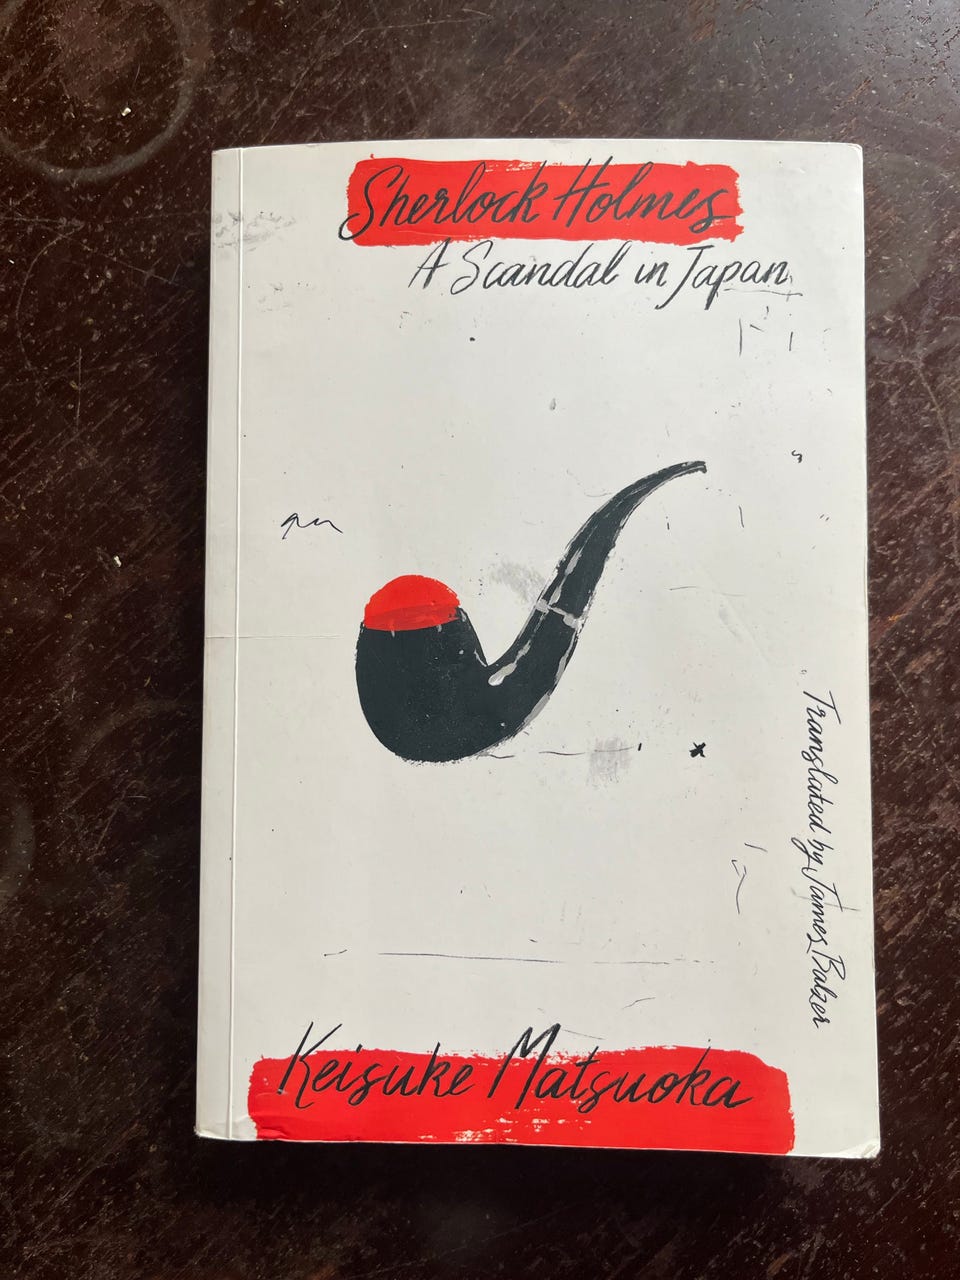 Sherlock Holmes
A Scandal in Japan
Translated by James Balzer
Keisuke Matsuoka